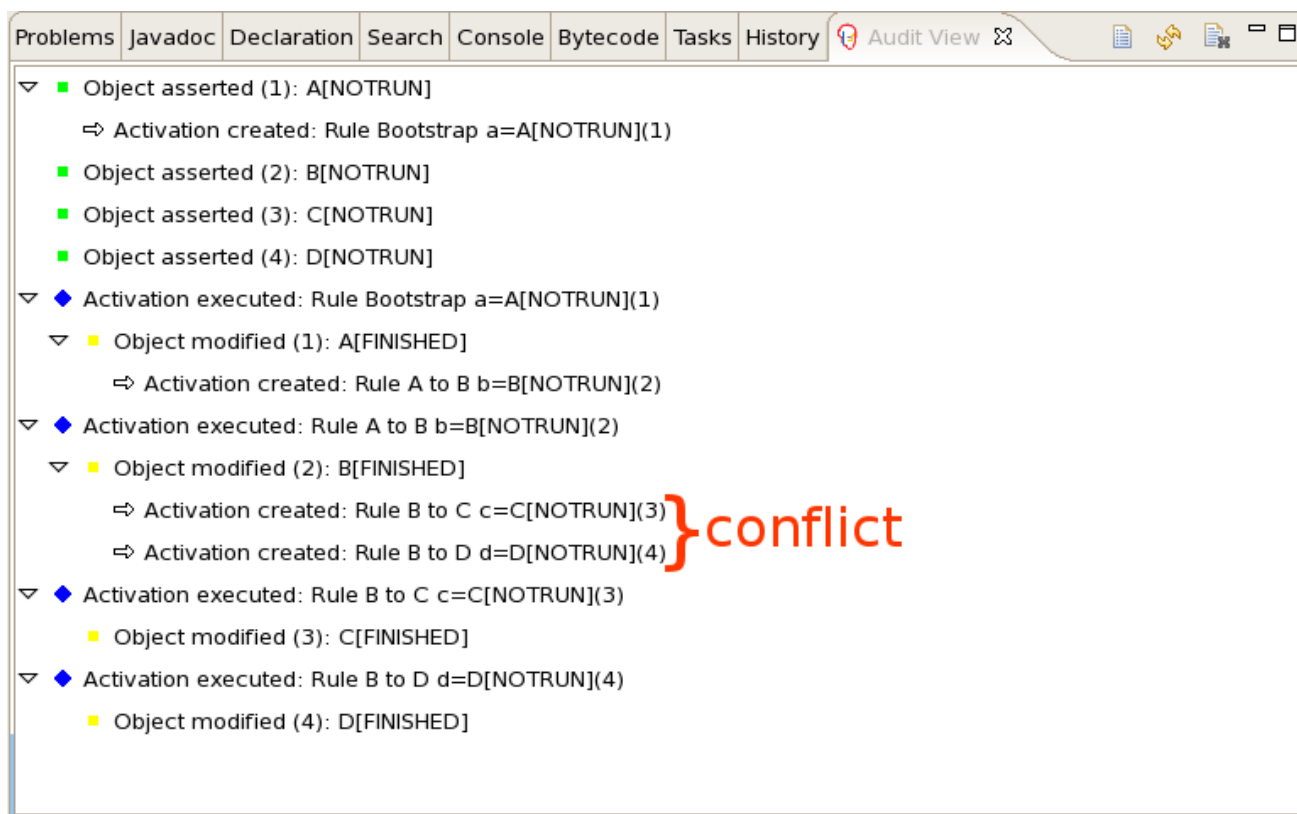 Problems Javadoc Declaration Search Console Bytecode Tasks History Audit View
Object asserted (1): A[NOTRUN]
Activation created: Rule Bootstrap a=A[NOTRUN](1)
Object asserted (2): B[NOTRUN]
Object asserted (3): C[NOTRUN]
Object asserted (4): D[NOTRUN]
Activation executed: Rule Bootstrap a=A[NOTRUN](1)
Object modified (1): A[FINISHED]
Activation created: Rule A to B b=B[NOTRUN](2)
Activation executed: Rule A to B b=B[NOTRUN](2)
Object modified (2): B[FINISHED]
Activation created: Rule B to C c=C[NOTRUN](3)
Activation created: Rule B to D d=D[NOTRUN](4)
}conflict
Activation executed: Rule B to C c=C[NOTRUN](3)
Object modified (3): C[FINISHED]
Activation executed: Rule B to D d=D[NOTRUN](4)
Object modified (4): D[FINISHED]